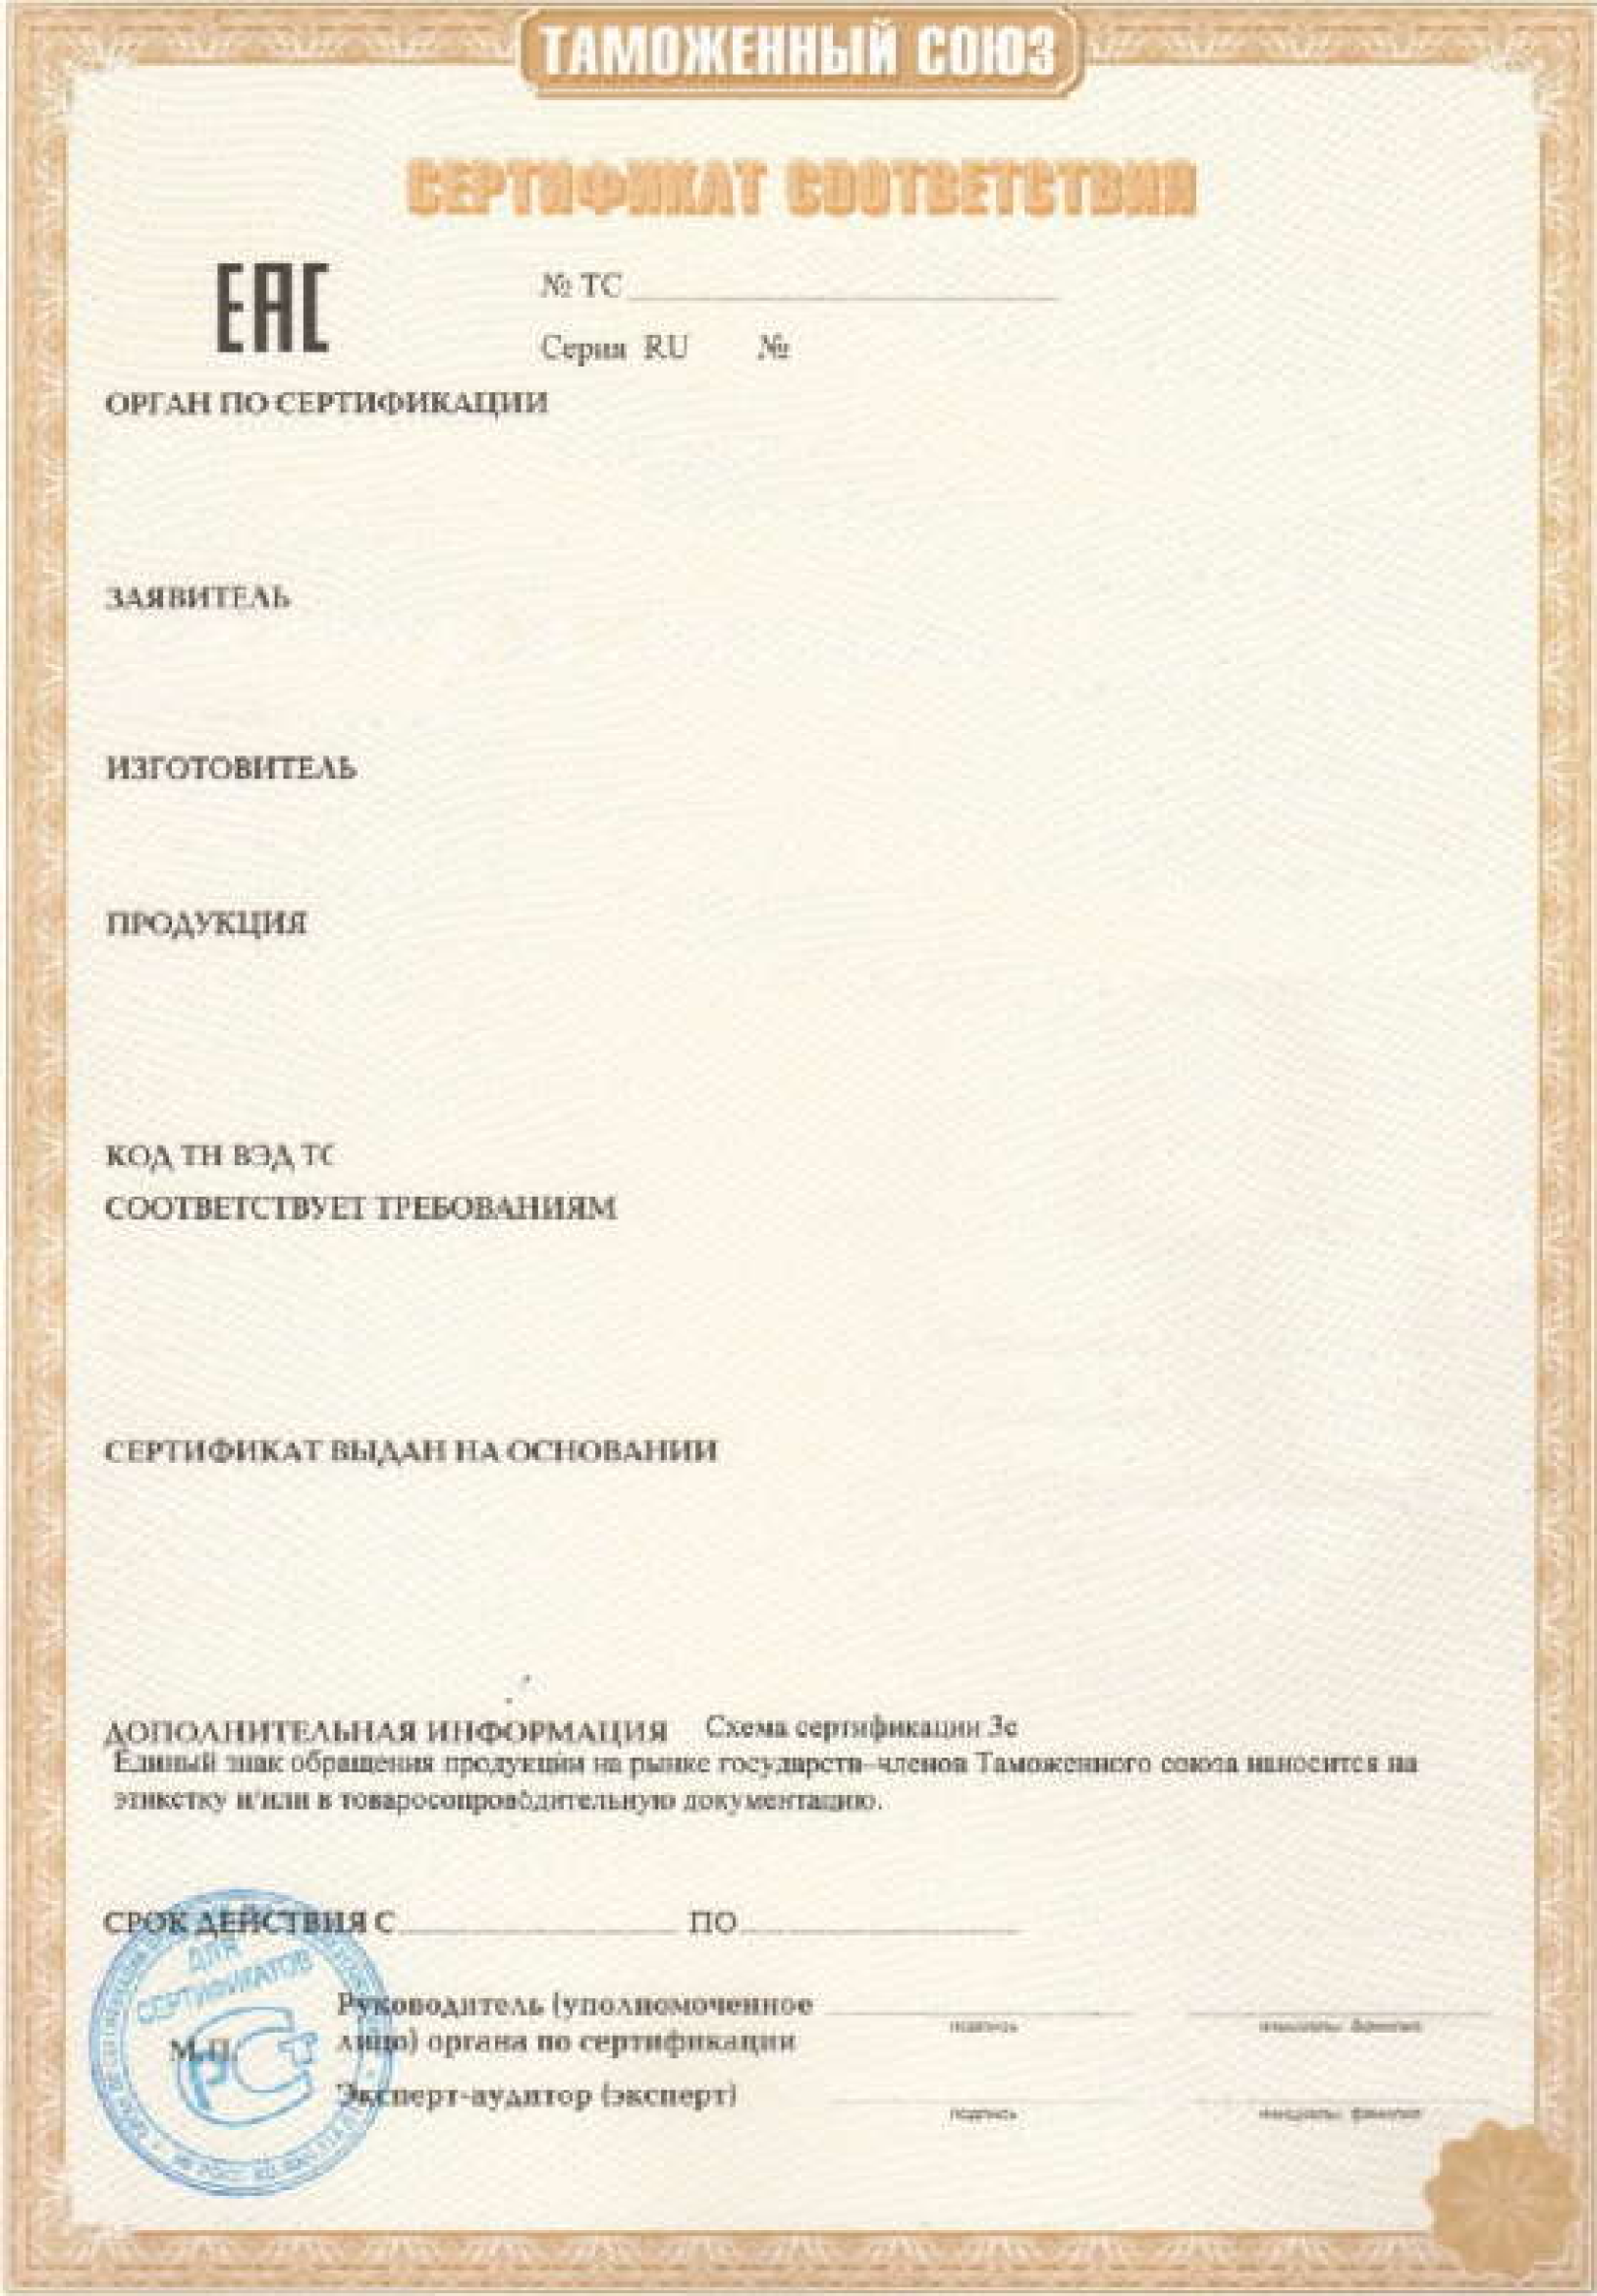 ТАМОЖЕННЫЙ СОЮЗ
СЕРТИФИКАТ СООТВЕТСТВИЯ
ЕАС
№ ТС
Серия RU №
ОРГАН ПО СЕРТИФИКАЦИИ
ЗАЯВИТЕЛЬ
ИЗГОТОВИТЕЛЬ
ПРОДУКЦИЯ
КОД ТН ВЭД ТС
СООТВЕТСТВУЕТ ТРЕБОВАНИЯМ
СЕРТИФИКАТ ВЫДАН НА ОСНОВАНИИ
ДОПОЛНИТЕЛЬНАЯ ИНФОРМАЦИЯ Схема сертификации 3с
Единый знак обращения продукции на рынке государств-членов Таможенного союза наносится на
этикетку и/или в товаросопроводительную документацию.
СРОК ДЕЙСТВИЯ С ПО
ДЛЯ
СЕРТИФИКАТОВ
М.П.
Руководитель (уполномоченное
лицо) органа по сертификации
подпись инициалы, фамилия
Эксперт-аудитор (эксперт)
подпись инициалы, фамилия